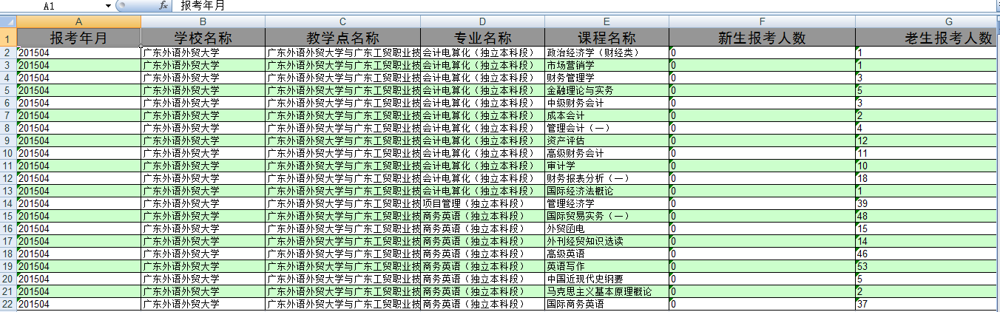 A1 fx 报考年月
A B C D E F G
1 报考年月 学校名称 教学点名称 专业名称 课程名称 新生报考人数 老生报考人数
2 201504 广东外语外贸大学 广东外语外贸大学与广东工贸职业技 会计电算化（独立本科段） 政治经济学（财经类） 0 1
3 201504 广东外语外贸大学 广东外语外贸大学与广东工贸职业技 会计电算化（独立本科段） 市场营销学 0 1
4 201504 广东外语外贸大学 广东外语外贸大学与广东工贸职业技 会计电算化（独立本科段） 财务管理学 0 3
5 201504 广东外语外贸大学 广东外语外贸大学与广东工贸职业技 会计电算化（独立本科段） 金融理论与实务 0 5
6 201504 广东外语外贸大学 广东外语外贸大学与广东工贸职业技 会计电算化（独立本科段） 中级财务会计 0 3
7 201504 广东外语外贸大学 广东外语外贸大学与广东工贸职业技 会计电算化（独立本科段） 成本会计 0 2
8 201504 广东外语外贸大学 广东外语外贸大学与广东工贸职业技 会计电算化（独立本科段） 管理会计（一） 0 4
9 201504 广东外语外贸大学 广东外语外贸大学与广东工贸职业技 会计电算化（独立本科段） 资产评估 0 12
10 201504 广东外语外贸大学 广东外语外贸大学与广东工贸职业技 会计电算化（独立本科段） 高级财务会计 0 11
11 201504 广东外语外贸大学 广东外语外贸大学与广东工贸职业技 会计电算化（独立本科段） 审计学 0 10
12 201504 广东外语外贸大学 广东外语外贸大学与广东工贸职业技 会计电算化（独立本科段） 财务报表分析（一） 0 18
13 201504 广东外语外贸大学 广东外语外贸大学与广东工贸职业技 会计电算化（独立本科段） 国际经济法概论 0 1
14 201504 广东外语外贸大学 广东外语外贸大学与广东工贸职业技 项目管理（独立本科段） 管理经济学 0 39
15 201504 广东外语外贸大学 广东外语外贸大学与广东工贸职业技 商务英语（独立本科段） 国际贸易实务（一） 0 48
16 201504 广东外语外贸大学 广东外语外贸大学与广东工贸职业技 商务英语（独立本科段） 外贸函电 0 15
17 201504 广东外语外贸大学 广东外语外贸大学与广东工贸职业技 商务英语（独立本科段） 外刊经贸知识选读 0 14
18 201504 广东外语外贸大学 广东外语外贸大学与广东工贸职业技 商务英语（独立本科段） 高级英语 0 46
19 201504 广东外语外贸大学 广东外语外贸大学与广东工贸职业技 商务英语（独立本科段） 英语写作 0 53
20 201504 广东外语外贸大学 广东外语外贸大学与广东工贸职业技 商务英语（独立本科段） 中国近现代史纲要 0 5
21 201504 广东外语外贸大学 广东外语外贸大学与广东工贸职业技 商务英语（独立本科段） 马克思主义基本原理概论 0 2
22 201504 广东外语外贸大学 广东外语外贸大学与广东工贸职业技 商务英语（独立本科段） 国际商务英语 0 37